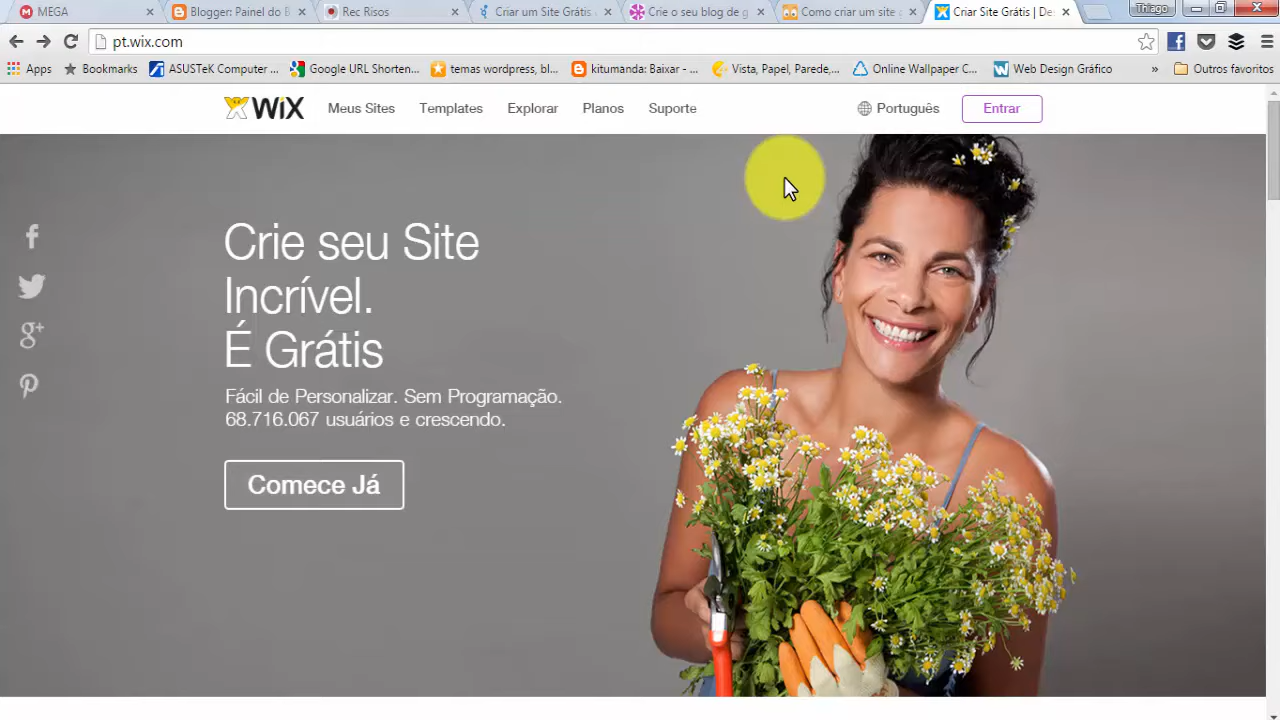 MEGA
Blogger: Painel do B
Rec Risos
Criar um Site Grátis
Crie o seu blog de g
Como criar um site
Criar Site Grátis | De
Thiago
pt.wix.com
Apps
Bookmarks
ASUSTeK Computer ...
Google URL Shorten...
temas wordpress, bl...
kitumanda: Baixar - ...
Vista, Papel, Parede,...
Online Wallpaper C...
Web Design Gráfico
»
Outros favoritos
WiX
Meus Sites
Templates
Explorar
Planos
Suporte
Português
Entrar
Crie seu Site
Incrível.
É Grátis
Fácil de Personalizar. Sem Programação.
68.716.067 usuários e crescendo.
Comece Já